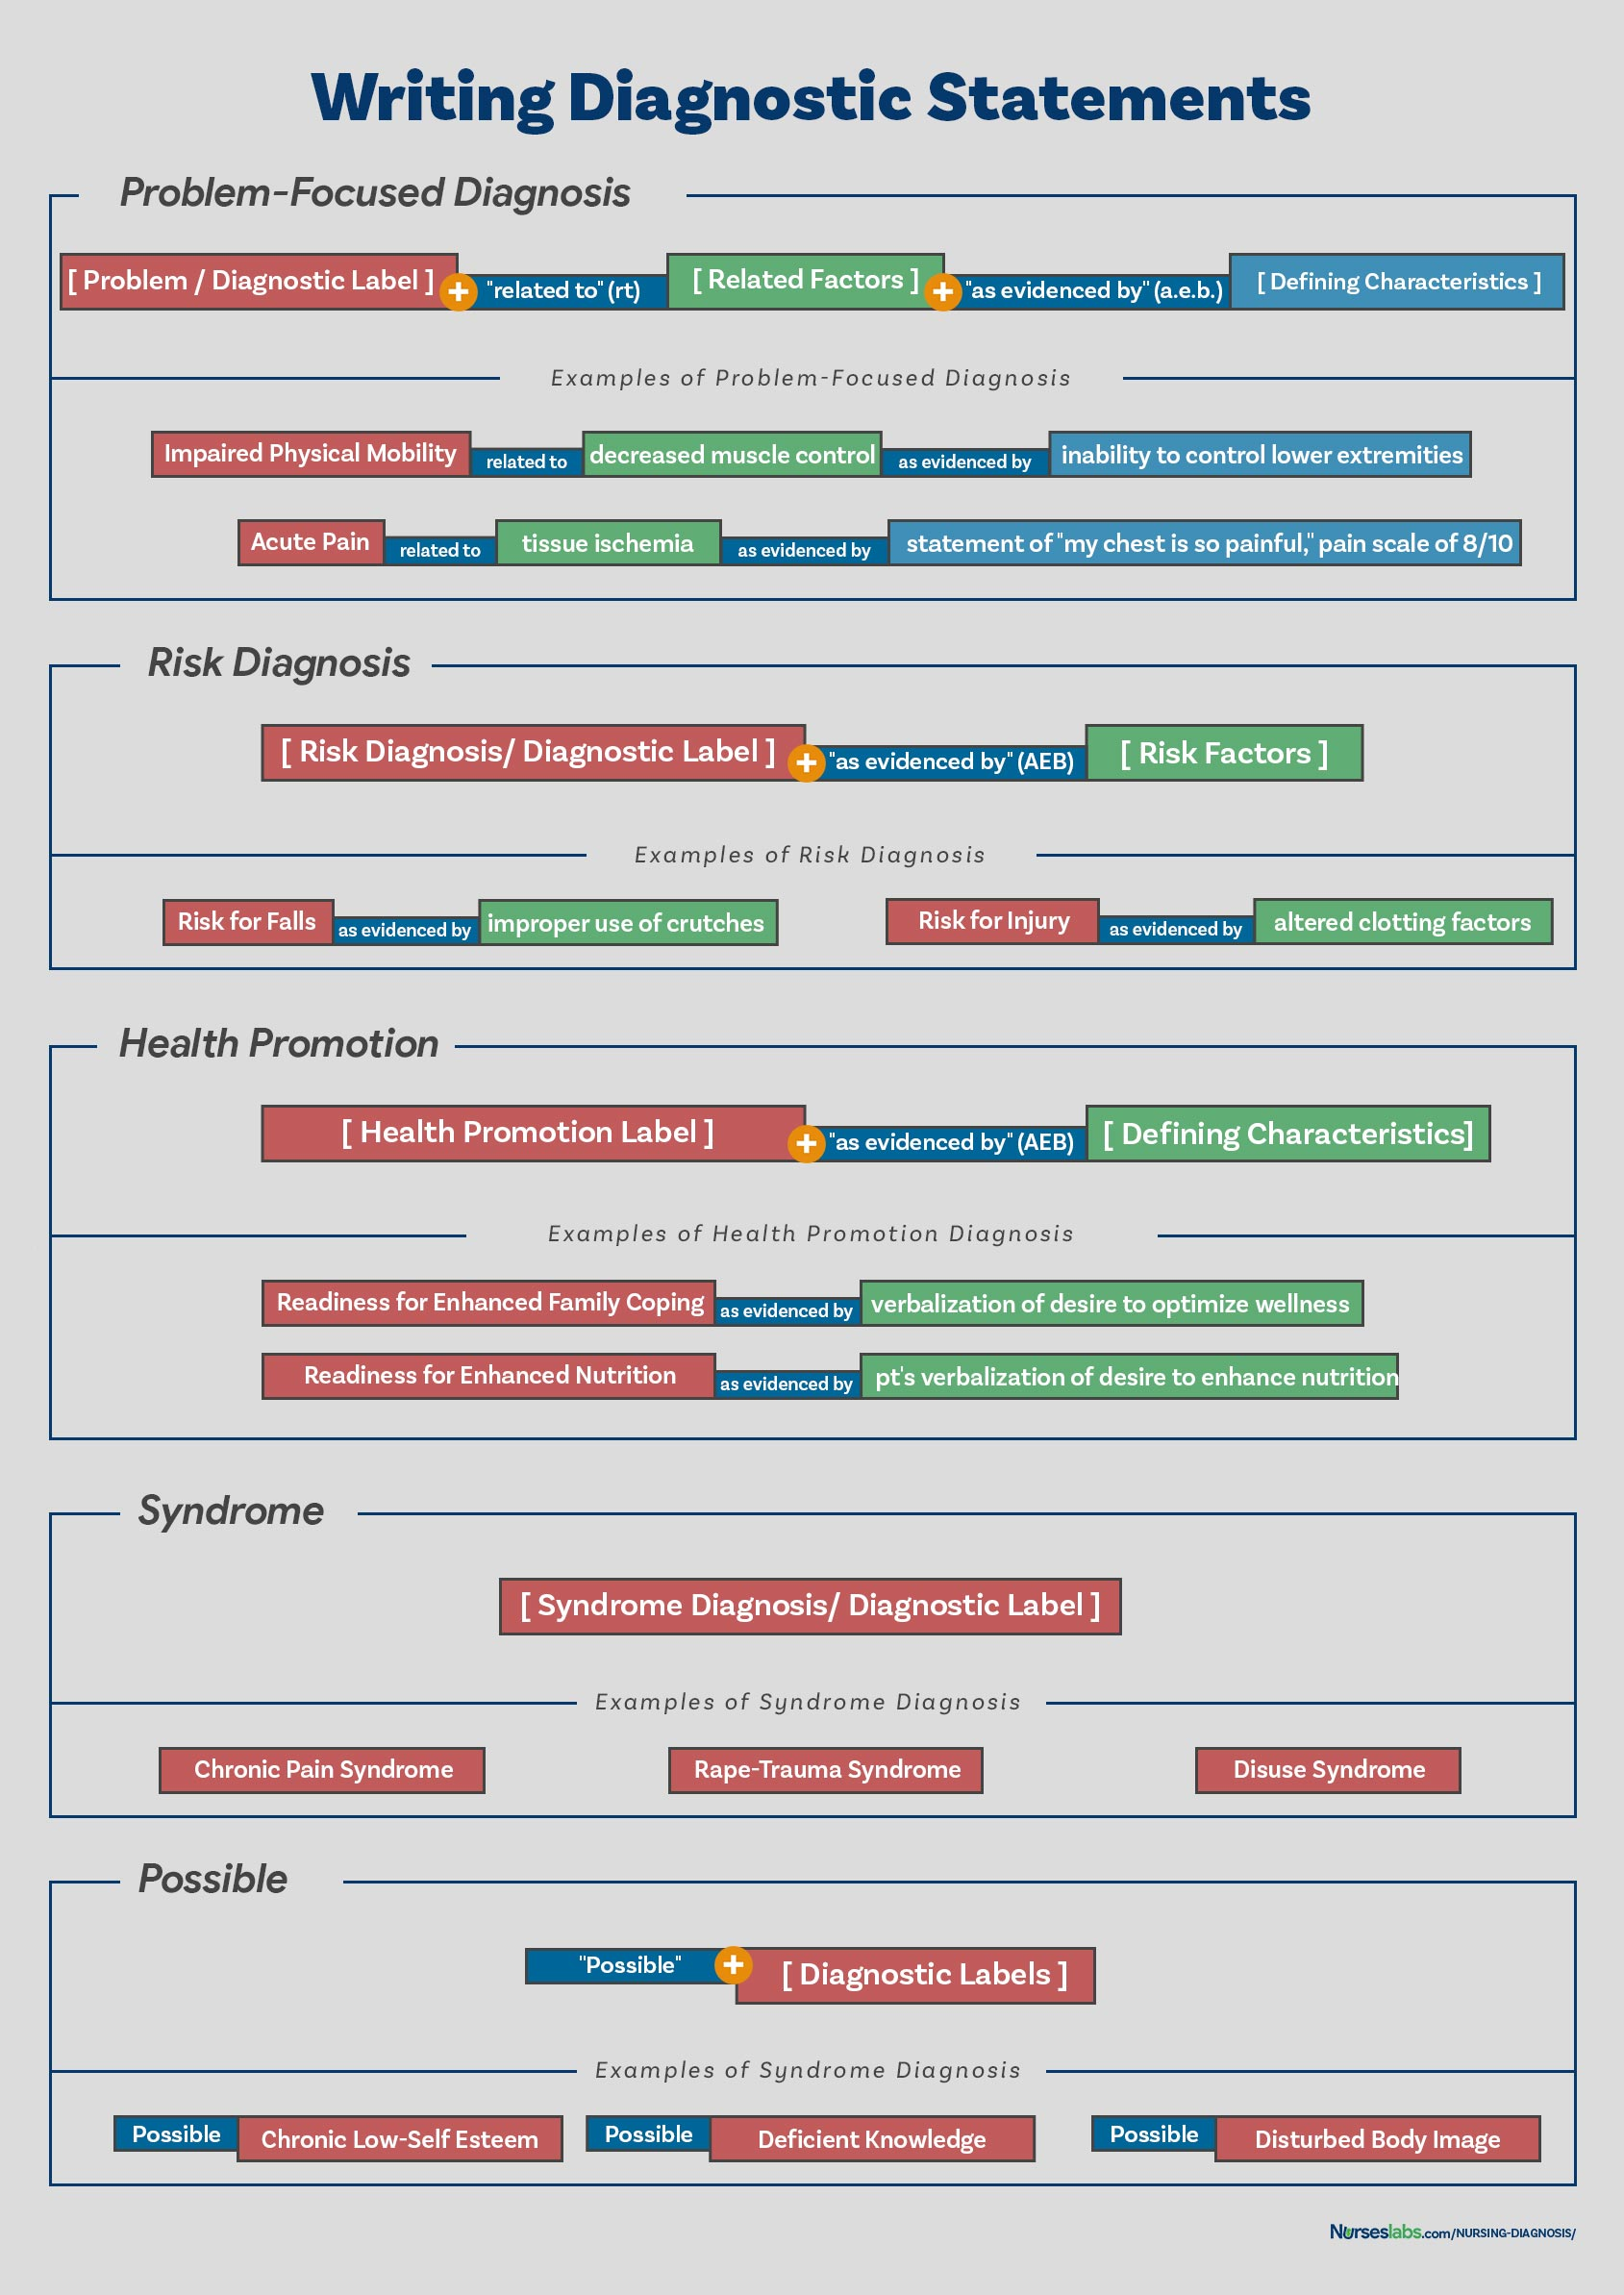 Writing Diagnostic Statements
Problem-Focused Diagnosis
[ Problem / Diagnostic Label ] + "related to" (rt) [ Related Factors ] + "as evidenced by" (a.e.b.) [ Defining Characteristics ]
Examples of Problem-Focused Diagnosis
Impaired Physical Mobility related to decreased muscle control as evidenced by inability to control lower extremities
Acute Pain related to tissue ischemia as evidenced by statement of "my chest is so painful," pain scale of 8/10
Risk Diagnosis
[ Risk Diagnosis/ Diagnostic Label ] + "as evidenced by" (AEB) [ Risk Factors ]
Examples of Risk Diagnosis
Risk for Falls as evidenced by improper use of crutches Risk for Injury as evidenced by altered clotting factors
Health Promotion
[ Health Promotion Label ] + "as evidenced by" (AEB) [ Defining Characteristics]
Examples of Health Promotion Diagnosis
Readiness for Enhanced Family Coping as evidenced by verbalization of desire to optimize wellness
Readiness for Enhanced Nutrition as evidenced by pt's verbalization of desire to enhance nutrition
Syndrome
[ Syndrome Diagnosis/ Diagnostic Label ]
Examples of Syndrome Diagnosis
Chronic Pain Syndrome Rape-Trauma Syndrome Disuse Syndrome
Possible
"Possible" + [ Diagnostic Labels ]
Examples of Syndrome Diagnosis
Possible Chronic Low-Self Esteem Possible Deficient Knowledge Possible Disturbed Body Image
Nurseslabs.com/NURSING-DIAGNOSIS/